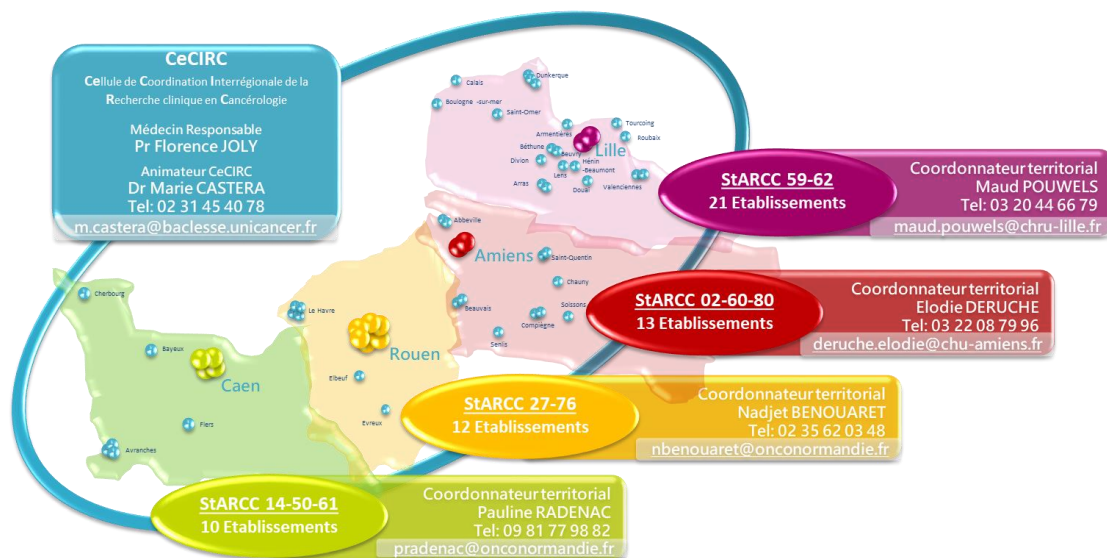 CeCIRC
Cellule de Coordination Interrégionale de la
Recherche clinique en Cancérologie
Médecin Responsable
Pr Florence JOLY
Animateur CeCIRC
Dr Marie CASTERA
Tel: 02 31 45 40 78
m.castera@baclesse.unicancer.fr
Dunkerque
Calais
Boulogne -sur-mer
Saint-Omer
Tourcoing
Armentières
Roubaix
Lille
Béthune
Beuvry
Divion
Hénin
-Beaumont
Lens
Douai
Valenciennes
Arras
StARCC 59-62
21 Etablissements
Coordonnateur territorial
Maud POUWELS
Tel: 03 20 44 66 79
maud.pouwels@chru-lille.fr
Abbeville
Amiens
Saint-Quentin
Chauny
Beauvais
Soissons
Compiègne
Senlis
StARCC 02-60-80
13 Etablissements
Coordonnateur territorial
Elodie DERUCHE
Tel: 03 22 08 79 96
deruche.elodie@chu-amiens.fr
Cherbourg
Le Havre
Bayeux
Rouen
Caen
Elbeuf
Evreux
Flers
Avranches
StARCC 27-76
12 Etablissements
Coordonnateur territorial
Nadjet BENOUARET
Tel: 02 35 62 03 48
nbenouaret@onconormandie.fr
StARCC 14-50-61
10 Etablissements
Coordonnateur territorial
Pauline RADENAC
Tel: 09 81 77 98 82
pradenac@onconormandie.fr